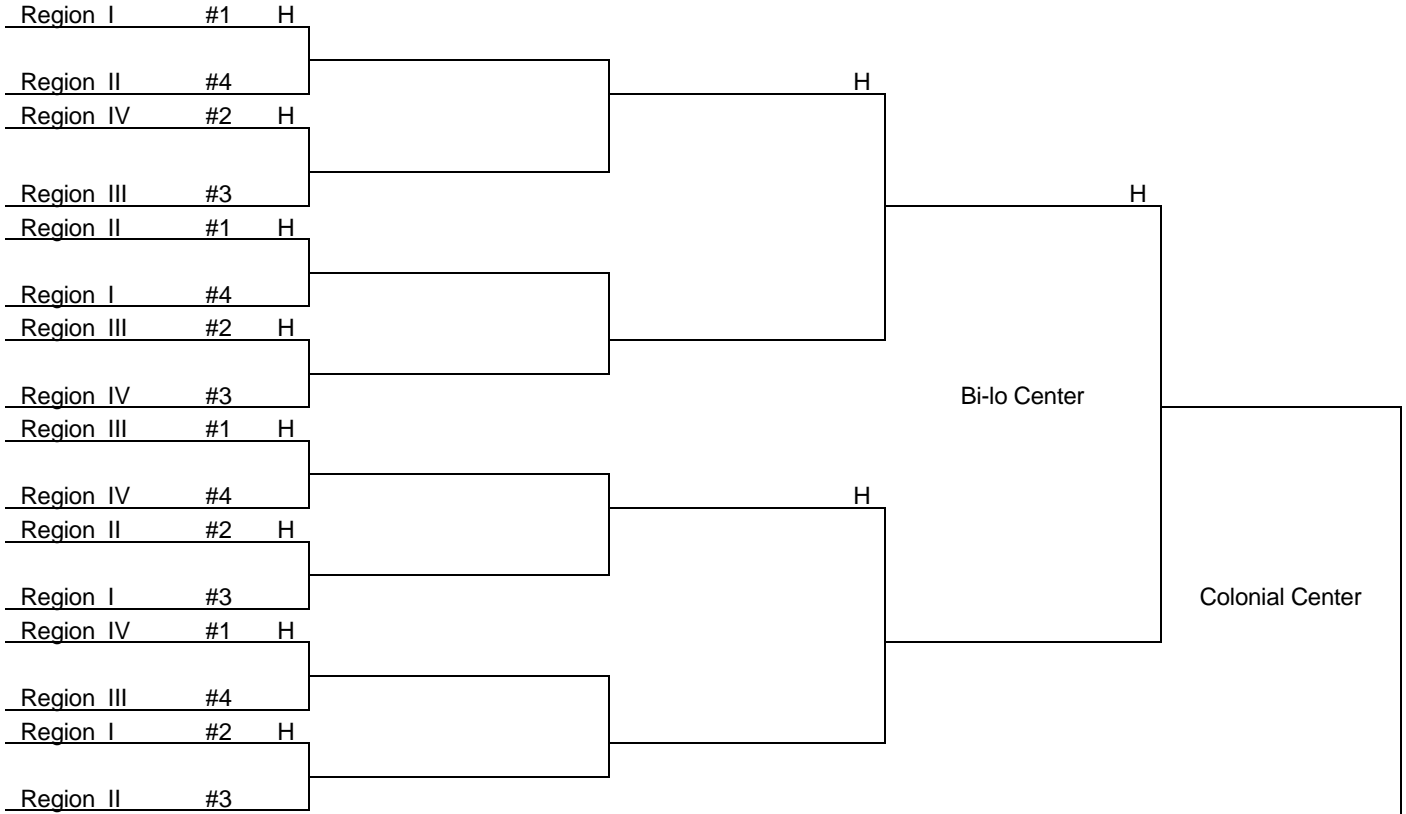 Region I #1 H
Region II #4
H
Region IV #2 H
Region III #3
H
Region II #1 H
Region I #4
Region III #2 H
Region IV #3
Bi-lo Center
Region III #1 H
Region IV #4
H
Region II #2 H
Region I #3
Colonial Center
Region IV #1 H
Region III #4
Region I #2 H
Region II #3